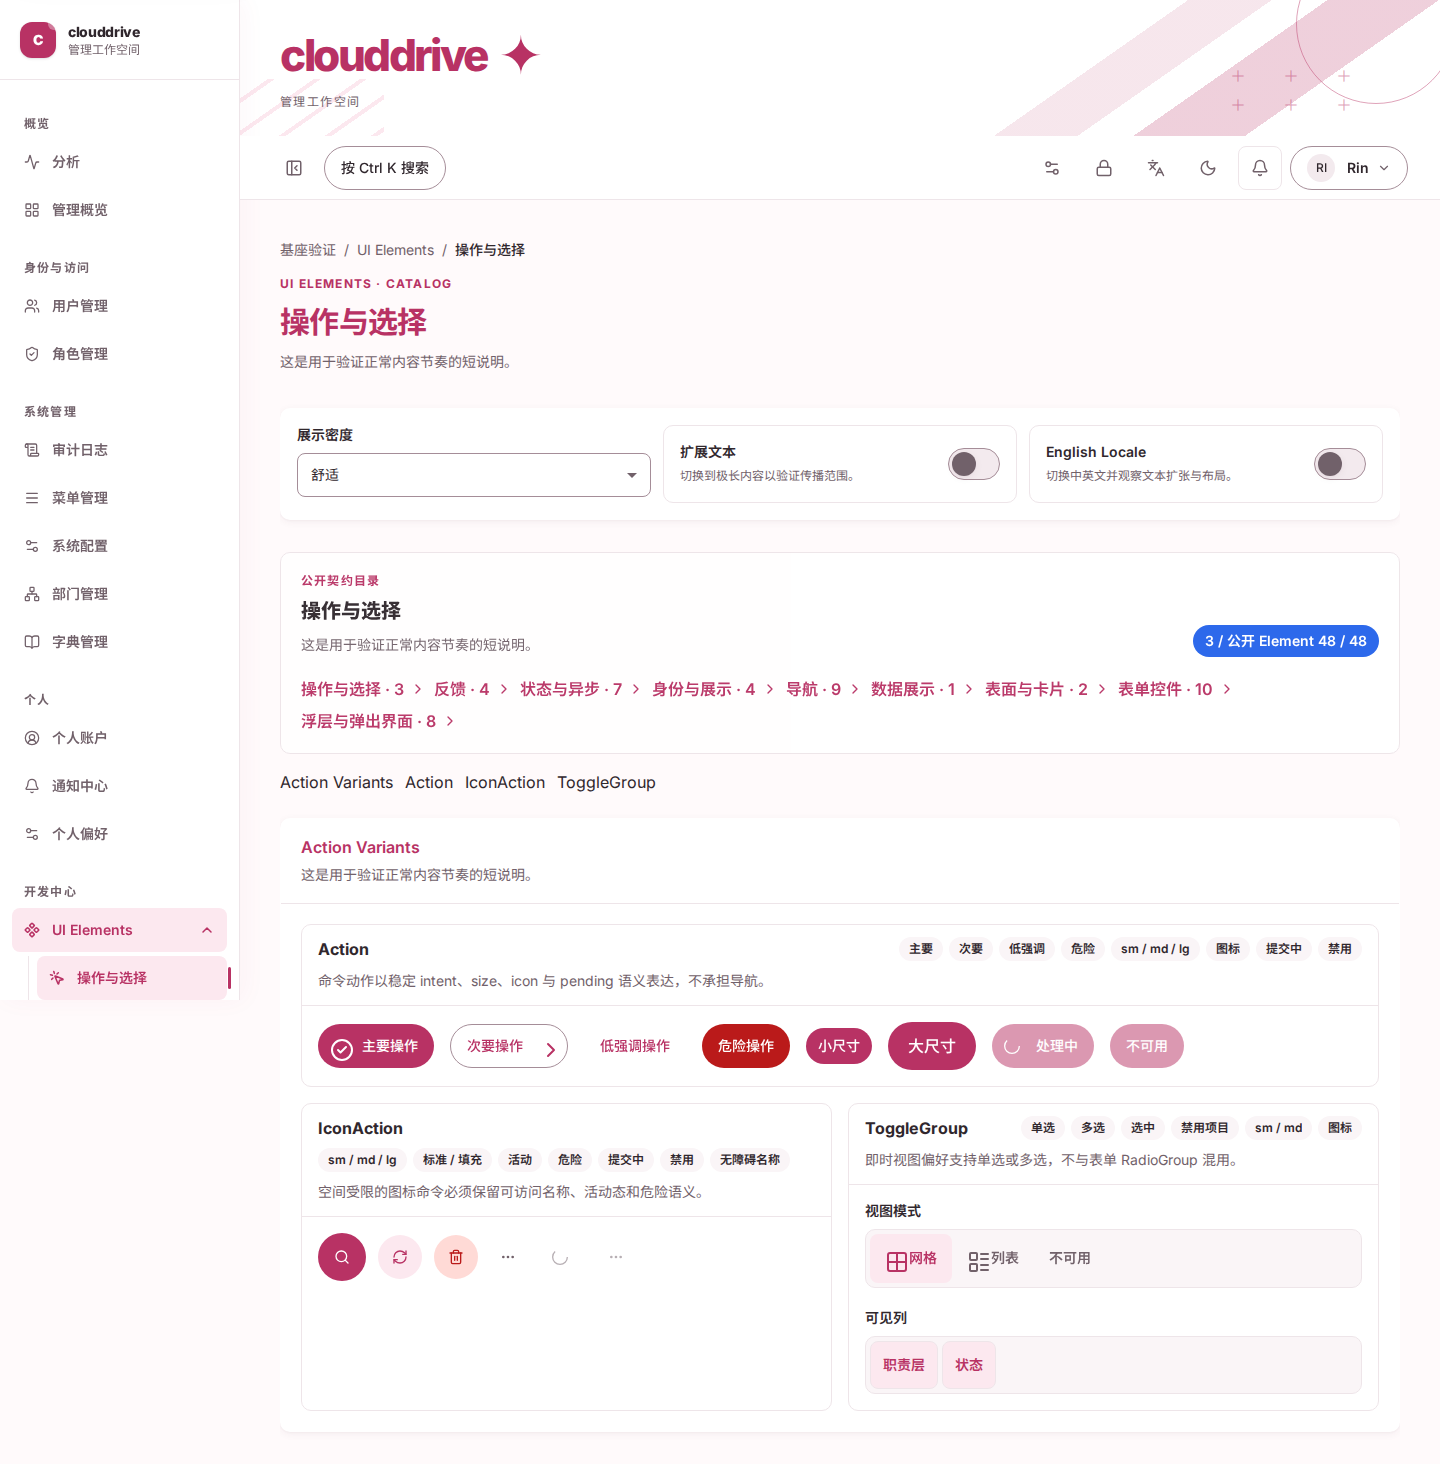 C
clouddrive
管理工作空间
概览
分析
管理概览
身份与访问
用户管理
角色管理
系统管理
审计日志
菜单管理
系统配置
部门管理
字典管理
个人
个人账户
通知中心
个人偏好
开发中心
UI Elements
操作与选择
clouddrive
管理工作空间
按 Ctrl K 搜索
RI Rin
基座验证 / UI Elements / 操作与选择
UI ELEMENTS · CATALOG
操作与选择
这是用于验证正常内容节奏的短说明。
展示密度
舒适
扩展文本
切换到极长内容以验证传播范围。
English Locale
切换中英文并观察文本扩张与布局。
公开契约目录
操作与选择
这是用于验证正常内容节奏的短说明。
3 / 公开 Element 48 / 48
操作与选择 · 3 反馈 · 4 状态与异步 · 7 身份与展示 · 4 导航 · 9 数据展示 · 1 表面与卡片 · 2 表单控件 · 10
浮层与弹出界面 · 8
Action Variants Action IconAction ToggleGroup
Action Variants
这是用于验证正常内容节奏的短说明。
Action
主要 次要 低强调 危险 sm / md / lg 图标 提交中 禁用
命令动作以稳定 intent、size、icon 与 pending 语义表达，不承担导航。
主要操作 次要操作 低强调操作 危险操作 小尺寸 大尺寸 处理中 不可用
IconAction
sm / md / lg 标准 / 填充 活动 危险 提交中 禁用 无障碍名称
空间受限的图标命令必须保留可访问名称、活动态和危险语义。
ToggleGroup
单选 多选 选中 禁用项目 sm / md 图标
即时视图偏好支持单选或多选，不与表单 RadioGroup 混用。
视图模式
网格 列表 不可用
可见列
职责层 状态